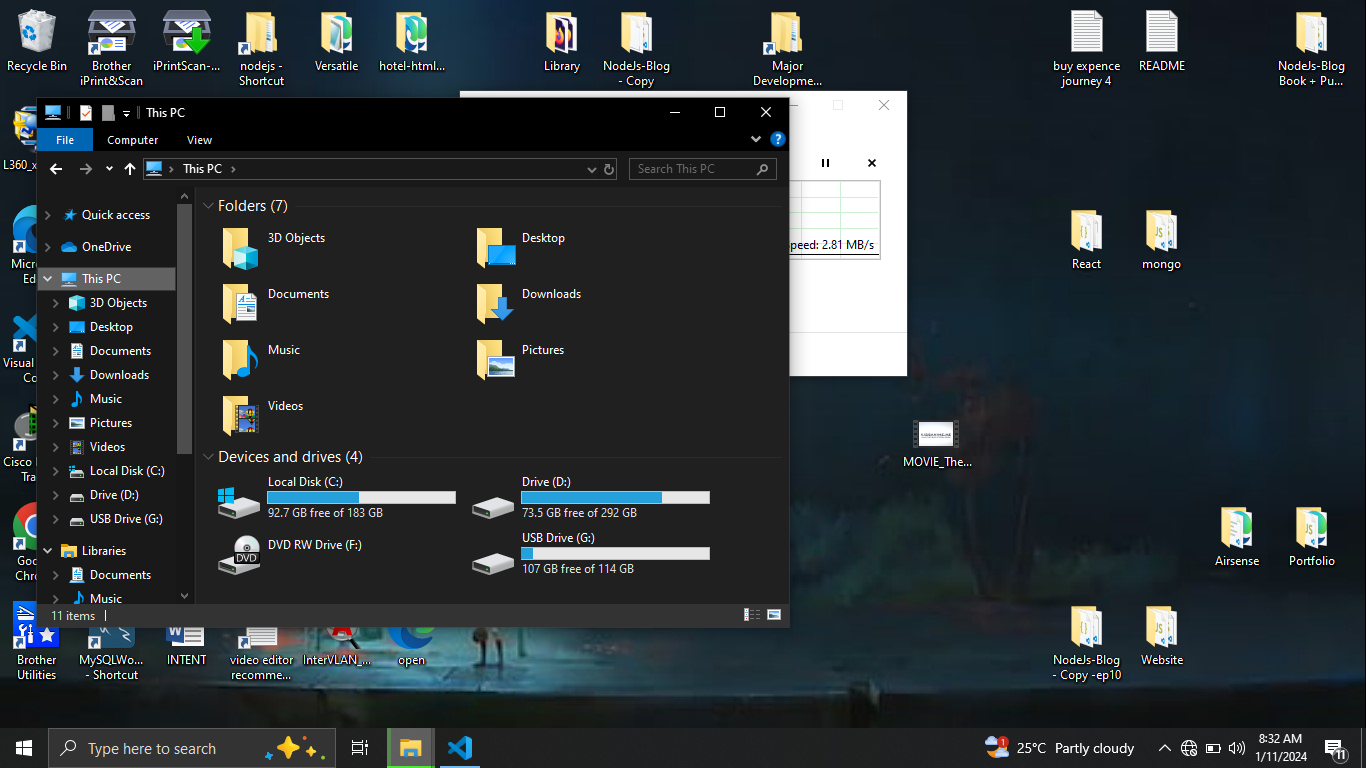 Recycle Bin
Brother
iPrint&Scan
iPrintScan-...
nodejs -
Shortcut
Versatile
hotel-html...
Library
NodeJs-Blog
- Copy
Major
Developme...
buy expence
journey 4
README
NodeJs-Blog
Book + Pu...
This PC
File
Computer
View
This PC
Search This PC
Quick access
OneDrive
This PC
3D Objects
Desktop
Documents
Downloads
Music
Pictures
Videos
Local Disk (C:)
Drive (D:)
USB Drive (G:)
Libraries
Documents
Music
Folders (7)
3D Objects
Desktop
Documents
Downloads
Music
Pictures
Videos
Devices and drives (4)
Local Disk (C:)
92.7 GB free of 183 GB
Drive (D:)
73.5 GB free of 292 GB
DVD RW Drive (F:)
DVD
USB Drive (G:)
107 GB free of 114 GB
11 items
peed: 2.81 MB/s
L360_x
Micr
Ed
Visual
Co
Cisco
Tra
Goo
Chro
React
mongo
MOVIE_The...
Airsense
Portfolio
Brother
Utilities
MySQLWo...
- Shortcut
INTENT
video editor
recomme...
InterVLAN_...
open
NodeJs-Blog
- Copy -ep10
Website
Type here to search
1
25°C Partly cloudy
8:32 AM
1/11/2024
11